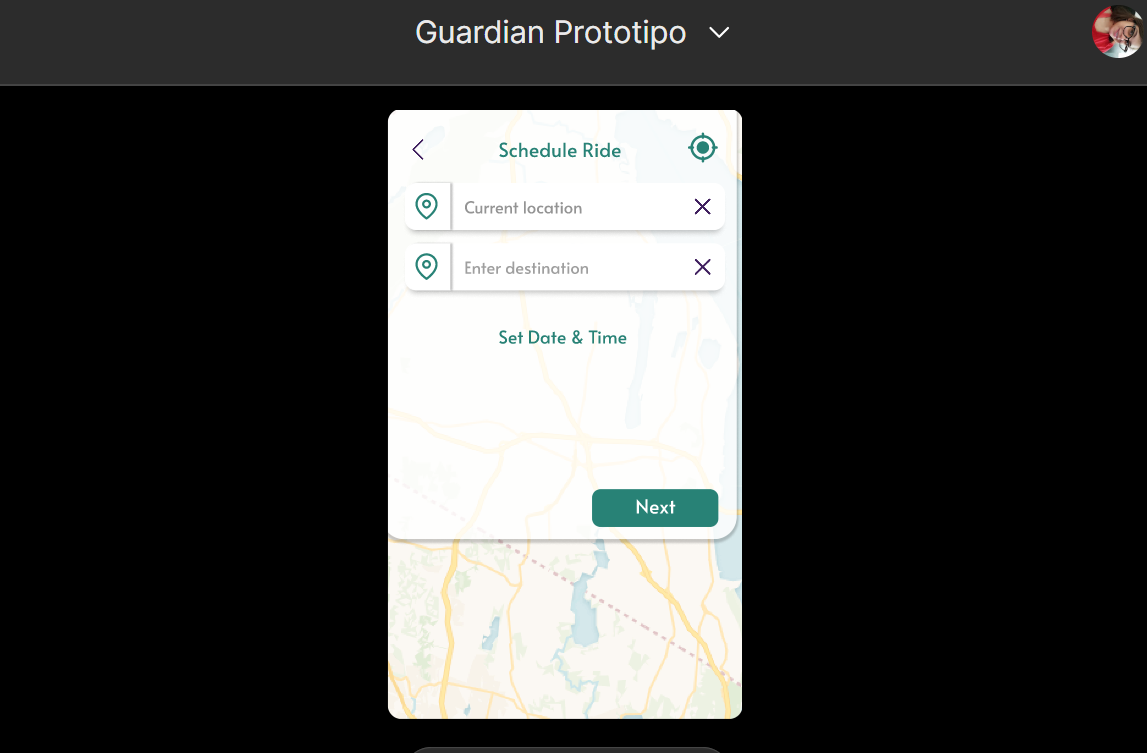 Guardian Prototipo
Schedule Ride
Current location
Enter destination
Set Date & Time
Next